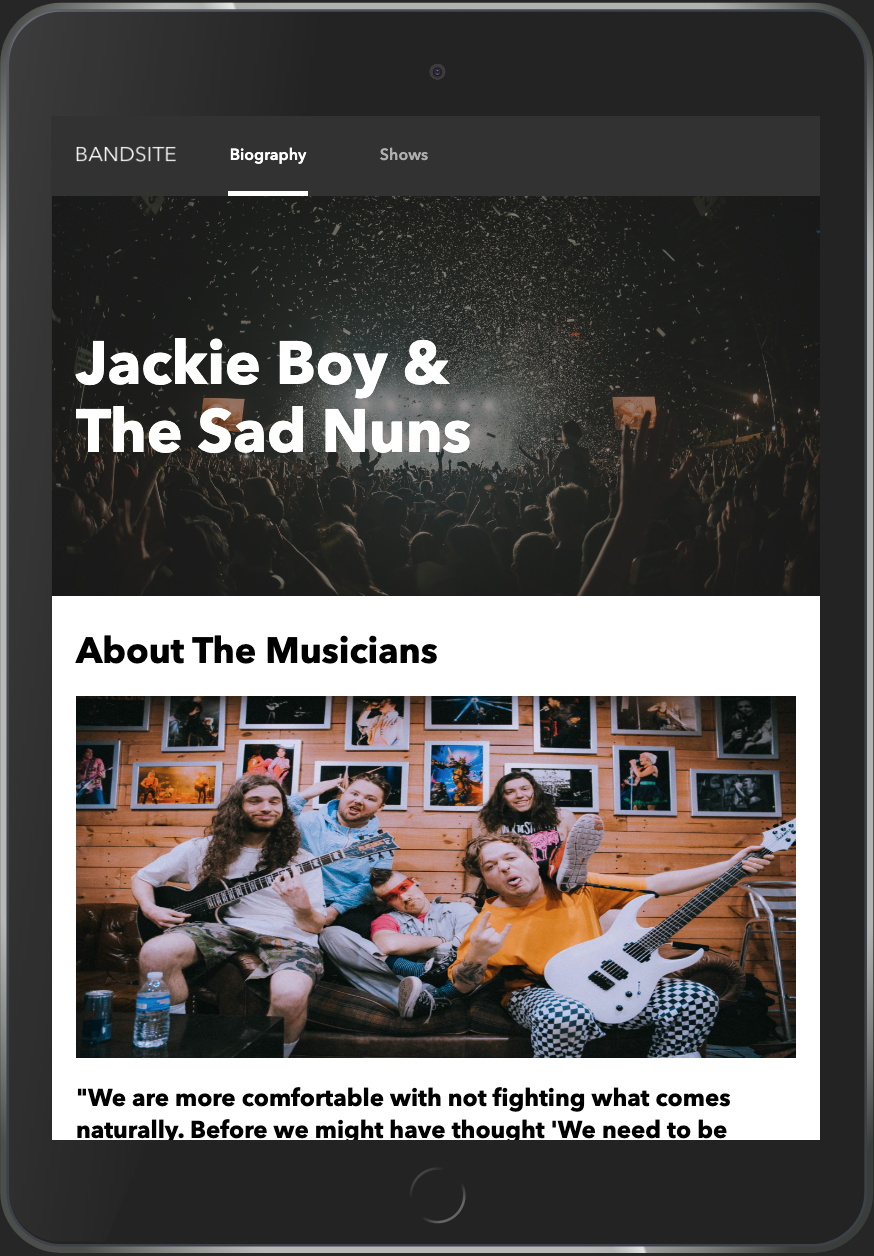 BANDSITE Biography Shows
Jackie Boy &
The Sad Nuns
About The Musicians
"We are more comfortable with not fighting what comes
naturally. Before we might have thought 'We need to be